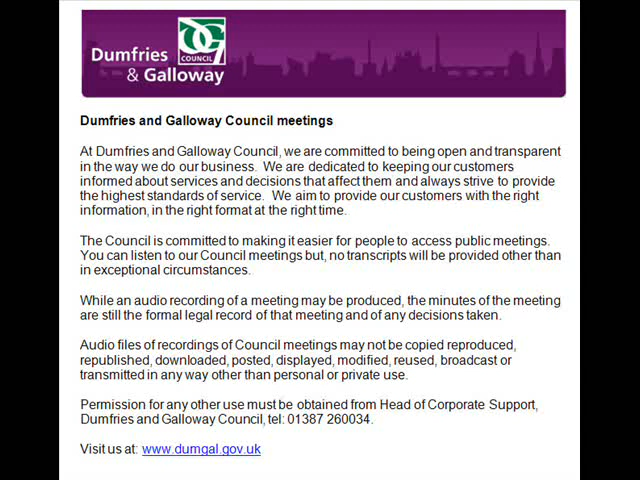 Dumfries
& Galloway
COUNCIL
Dumfries and Galloway Council meetings
At Dumfries and Galloway Council, we are committed to being open and transparent
in the way we do our business.  We are dedicated to keeping our customers
informed about services and decisions that affect them and always strive to provide
the highest standards of service.  We aim to provide our customers with the right
information, in the right format at the right time.
The Council is committed to making it easier for people to access public meetings.
You can listen to our Council meetings but, no transcripts will be provided other than
in exceptional circumstances.
While an audio recording of a meeting may be produced, the minutes of the meeting
are still the formal legal record of that meeting and of any decisions taken.
Audio files of recordings of Council meetings may not be copied reproduced,
republished, downloaded, posted, displayed, modified, reused, broadcast or
transmitted in any way other than personal or private use.
Permission for any other use must be obtained from Head of Corporate Support,
Dumfries and Galloway Council, tel: 01387 260034.
Visit us at: www.dumgal.gov.uk